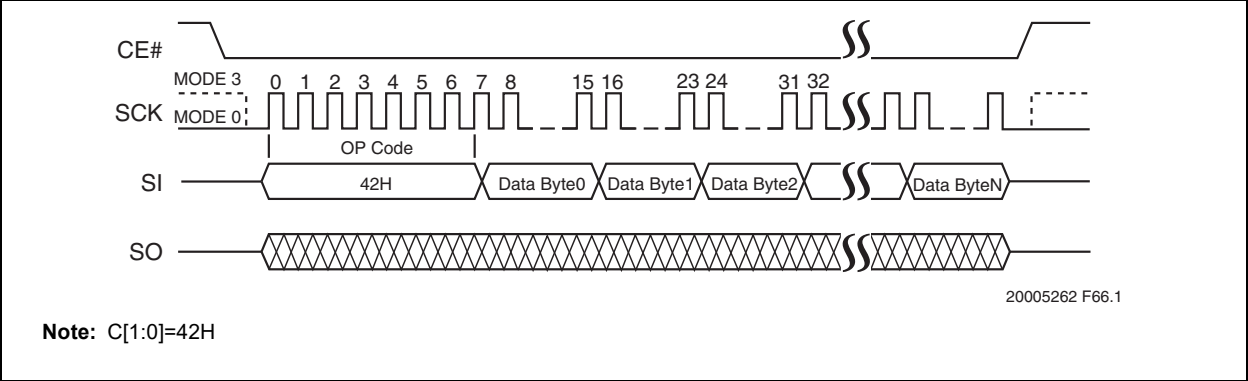 CE#
MODE 3
0 1 2 3 4 5 6 7 8 15 16 23 24 31 32
SCK
MODE 0
OP Code
SI
42H Data Byte0 Data Byte1 Data Byte2 Data ByteN
SO
20005262 F66.1
Note: C[1:0]=42H